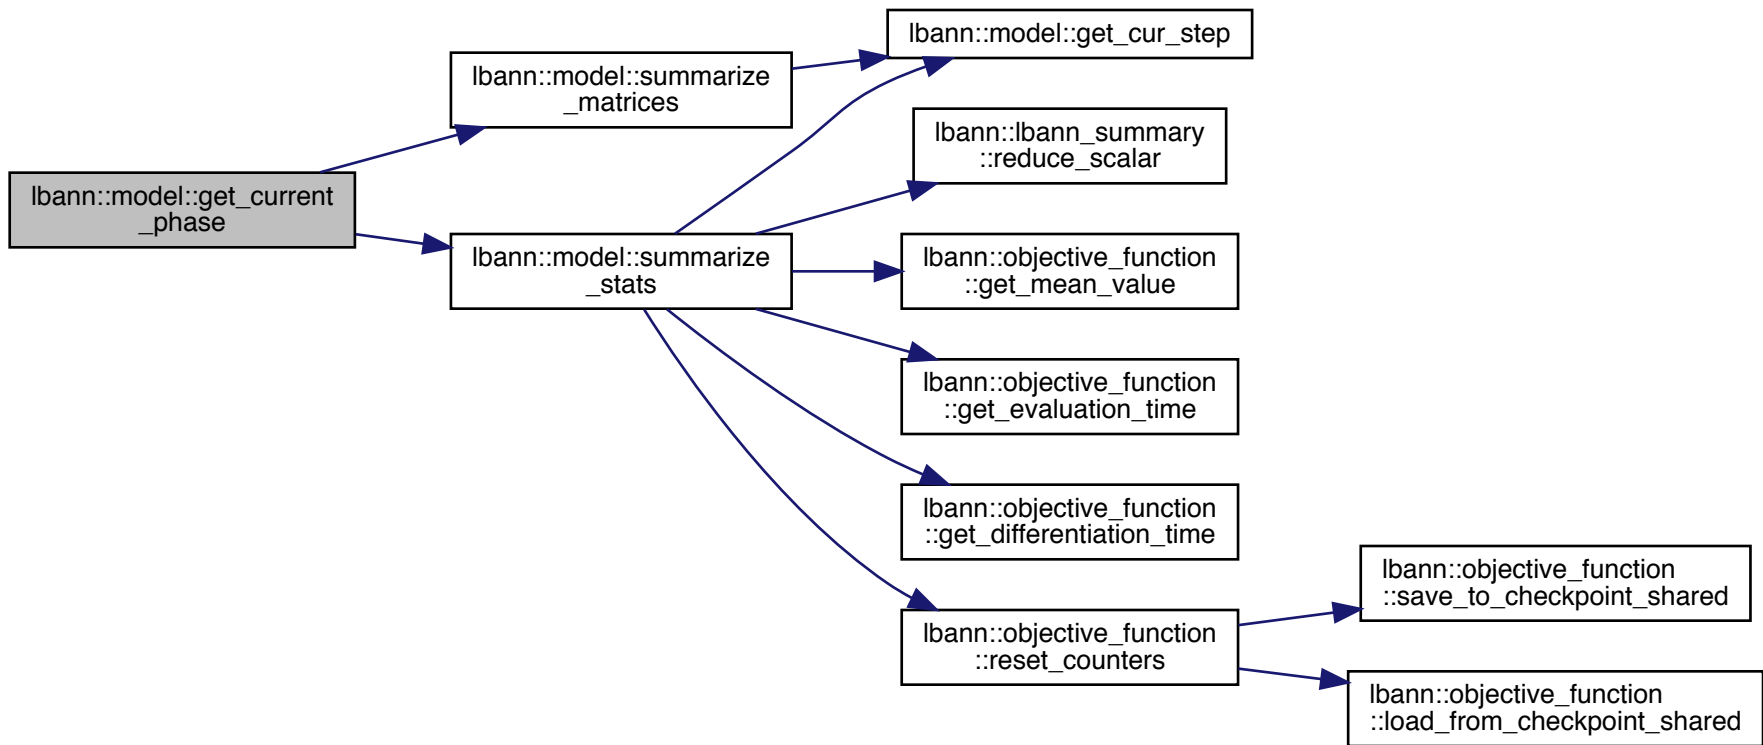 lbann::model::get_current
_phase
lbann::model::summarize
_matrices
lbann::model::summarize
_stats
lbann::model::get_cur_step
lbann::lbann_summary
::reduce_scalar
lbann::objective_function
::get_mean_value
lbann::objective_function
::get_evaluation_time
lbann::objective_function
::get_differentiation_time
lbann::objective_function
::reset_counters
lbann::objective_function
::save_to_checkpoint_shared
lbann::objective_function
::load_from_checkpoint_shared